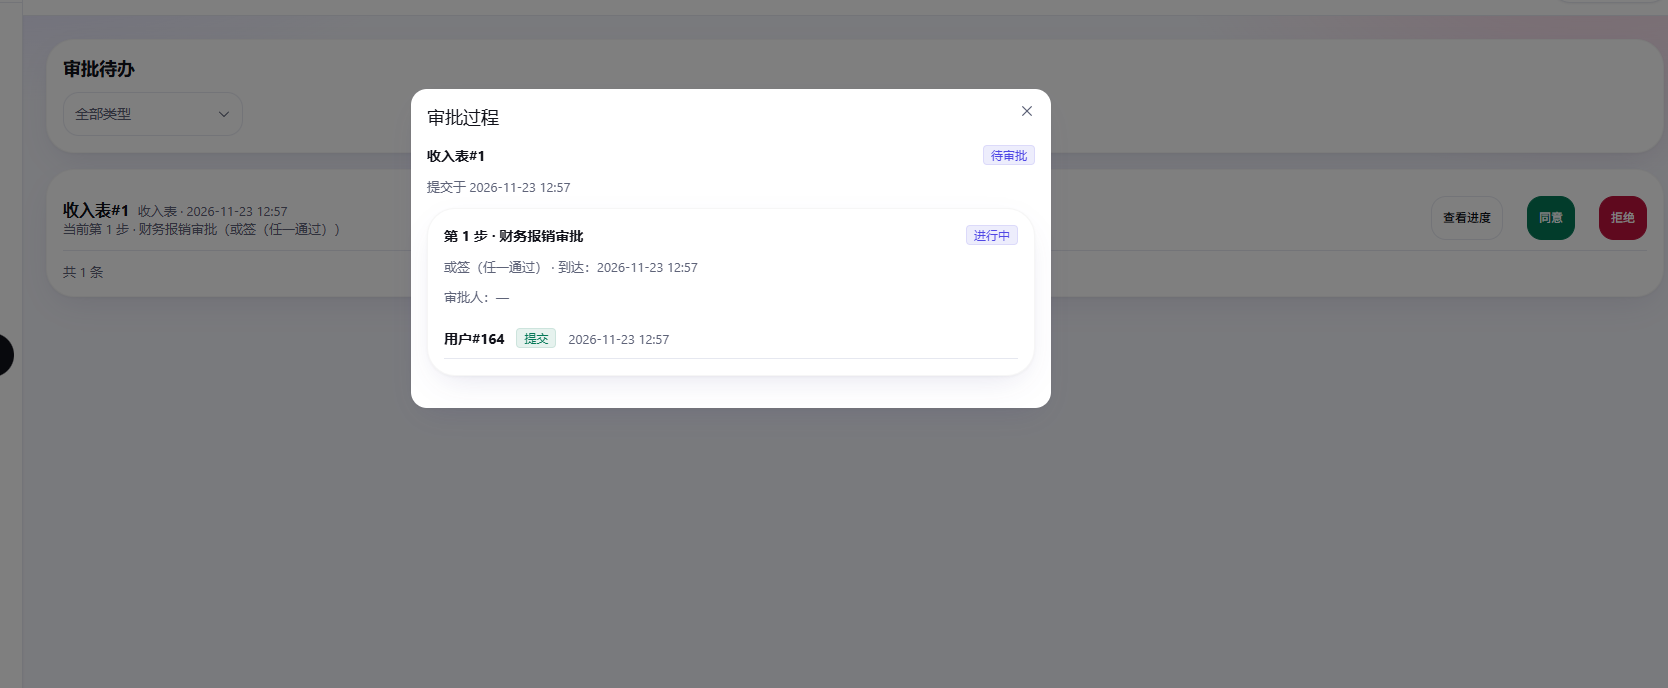 审批待办
全部类型
收入表#1 收入表 · 2026-11-23 12:57
当前第 1 步 · 财务报销审批（或签（任一通过））
共 1 条
查看进度
同意
拒绝
审批过程
收入表#1 待审批
提交于 2026-11-23 12:57
第 1 步 · 财务报销审批 进行中
或签（任一通过） · 到达：2026-11-23 12:57
审批人：—
用户#164 提交 2026-11-23 12:57